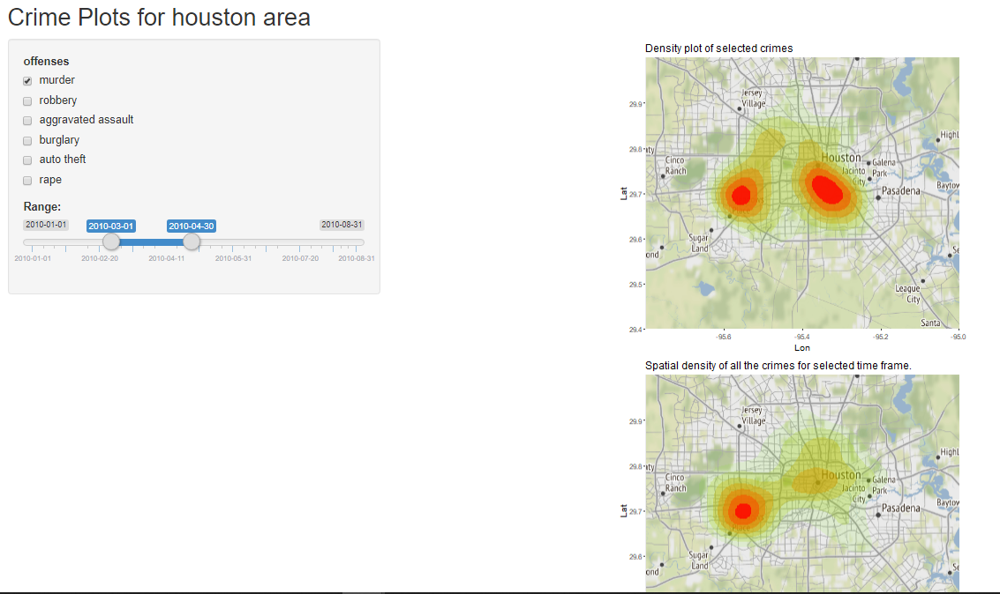 Crime Plots for houston area
offenses
murder
robbery
aggravated assault
burglary
auto theft
rape
Range:
2010-01-01 2010-03-01 2010-04-30 2010-08-31
2010-01-01 2010-02-20 2010-04-11 2010-05-31 2010-07-20 2010-08-31
Density plot of selected crimes
Lat
29.9
29.8
29.7
29.6
29.5
29.4
Jersey
Village
ity
Cinco
Ranch
Houston
Jacinto
City
Galena
Park
Pasadena
Highl
Baytow
Sugar
Land
ond
Se
League
City
Santa
-95.6 -95.4 -95.2 -95.0
Lon
Spatial density of all the crimes for selected time frame.
Lat
29.9
29.8
29.7
29.6
Jersey
Village
ity
Cinco
Ranch
Houston
Jacinto
City
Galena
Park
Pasadena
Highl
Baytow
Sugar
Land
ond
Se